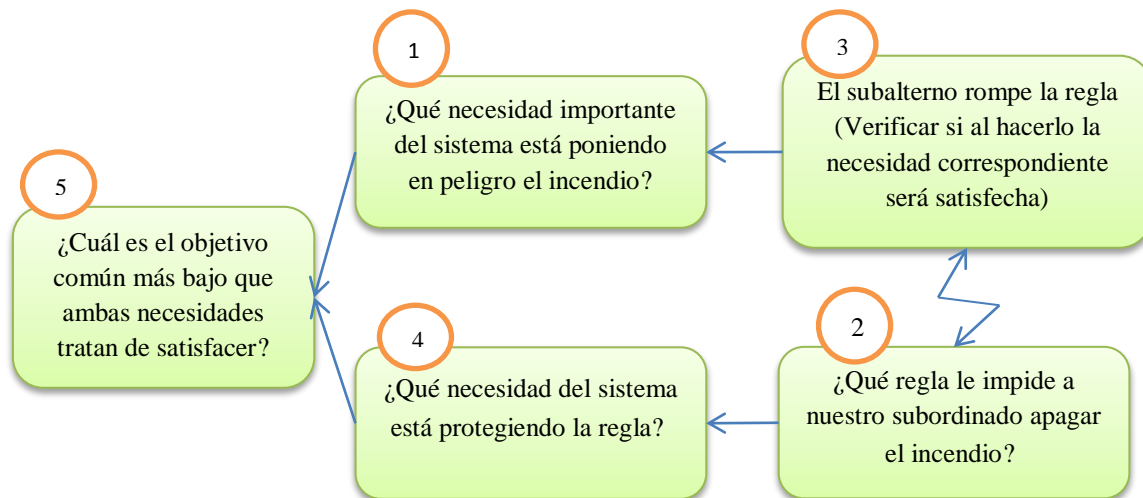 1
¿Qué necesidad importante
del sistema está poniendo
en peligro el incendio?
3
El subalterno rompe la regla
(Verificar si al hacerlo la
necesidad correspondiente
será satisfecha)
5
¿Cuál es el objetivo
común más bajo que
ambas necesidades
tratan de satisfacer?
4
¿Qué necesidad del sistema
está protegiendo la regla?
2
¿Qué regla le impide a
nuestro subordinado apagar
el incendio?